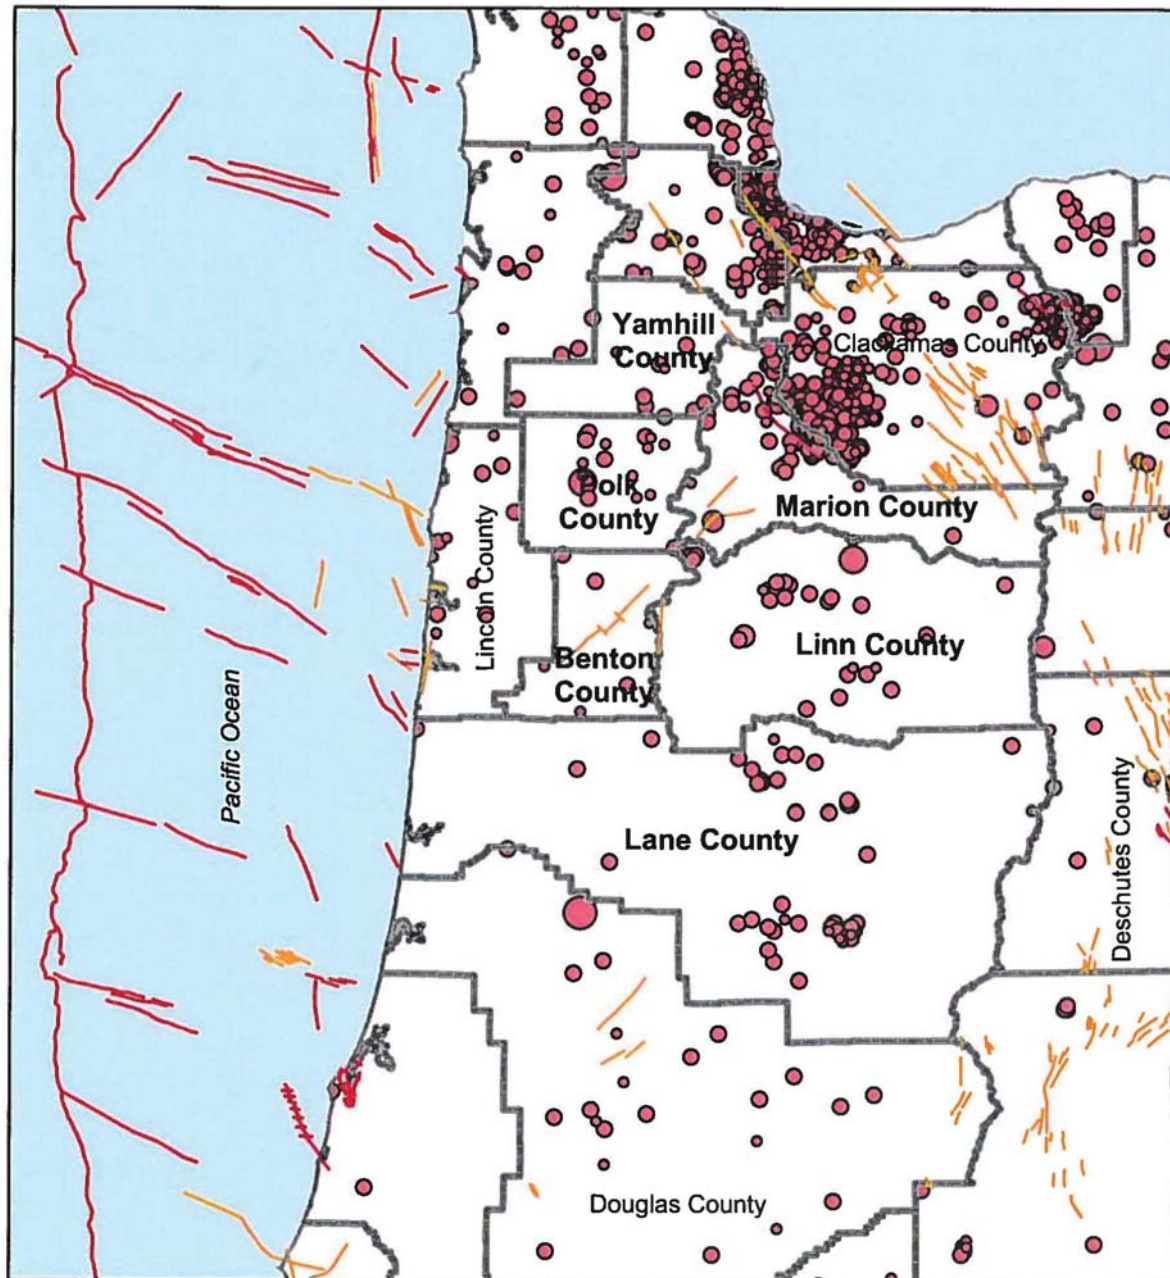 Yamhill
County
Clackamas County
Polk
County
Marion County
Lincoln County
Linn County
Benton
County
Pacific Ocean
Lane County
Deschutes County
Douglas County